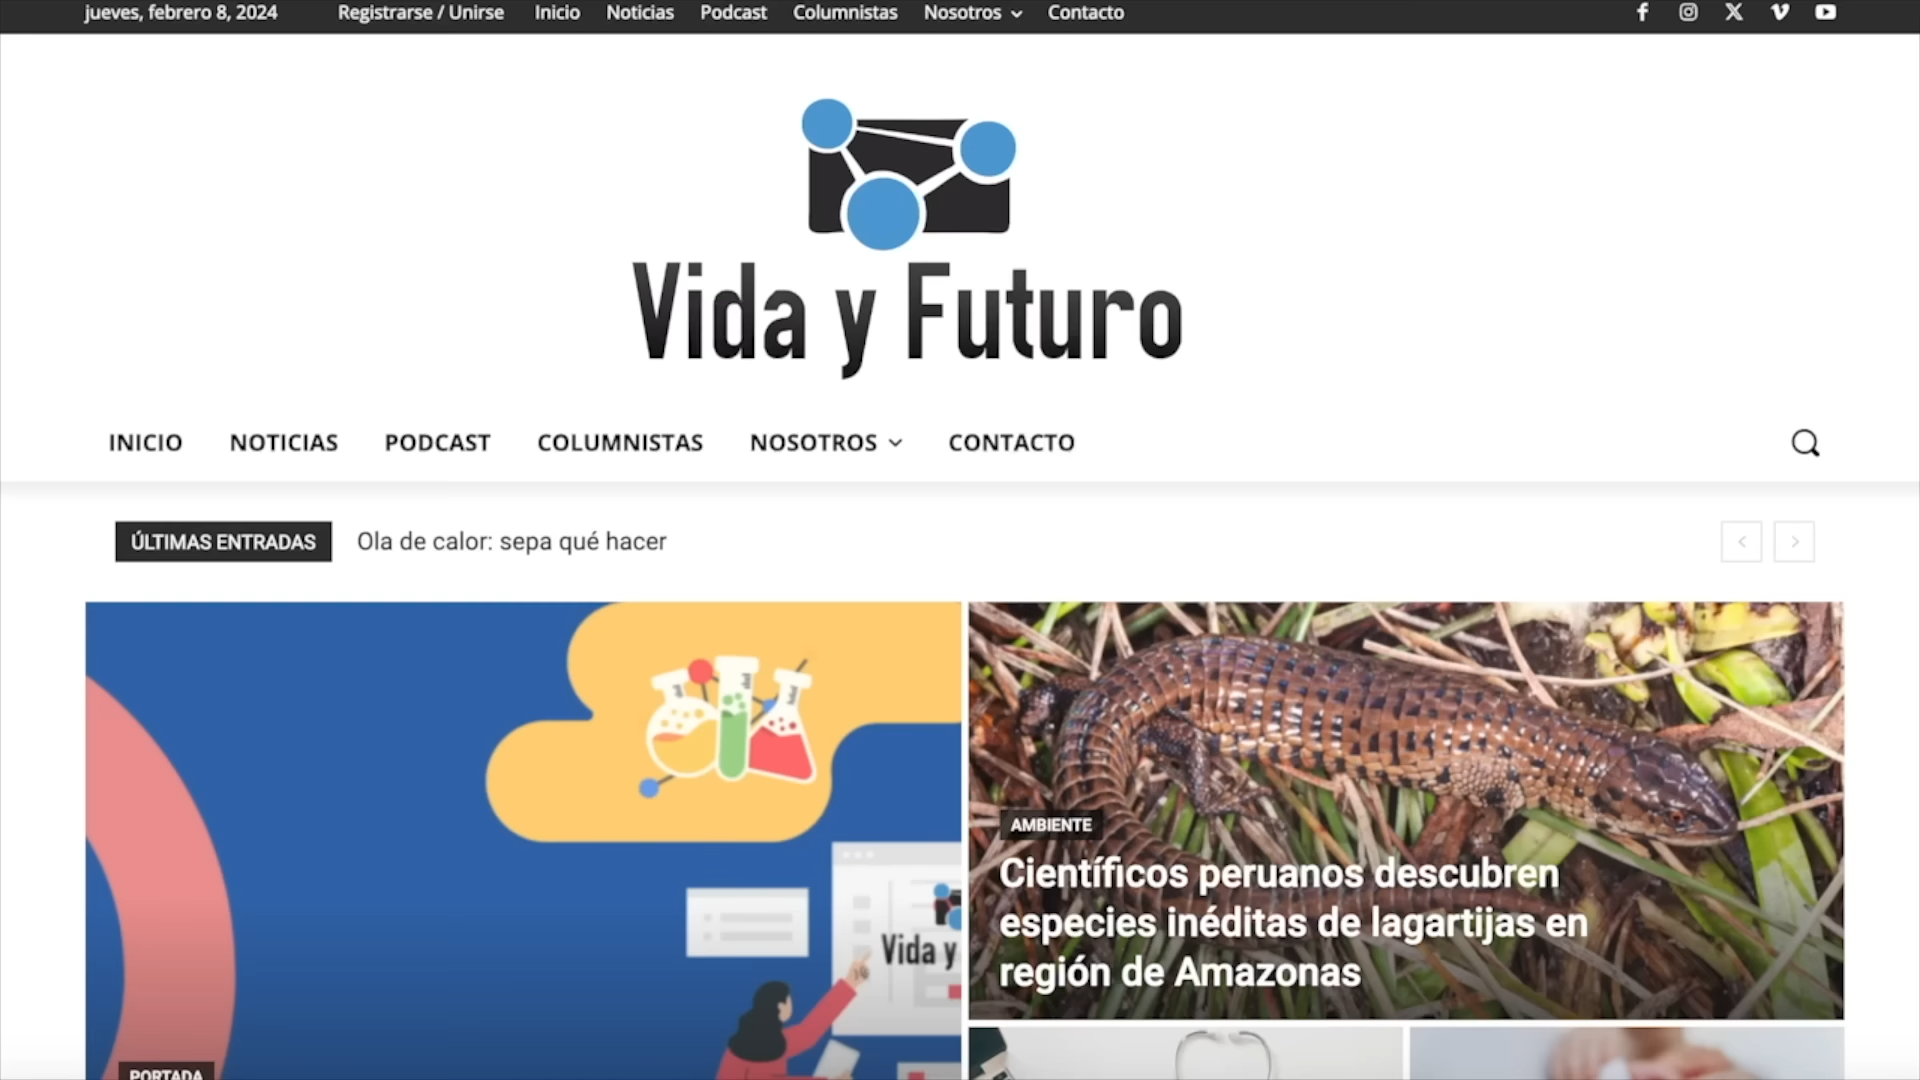 jueves, febrero 8, 2024 Registrarse / Unirse Inicio Noticias Podcast Columnistas Nosotros Contacto
Vida y Futuro
INICIO NOTICIAS PODCAST COLUMNISTAS NOSOTROS CONTACTO
ÚLTIMAS ENTRADAS Ola de calor: sepa qué hacer
AMBIENTE
Científicos peruanos descubren
especies inéditas de lagartijas en
región de Amazonas
Vida y
PORTADA